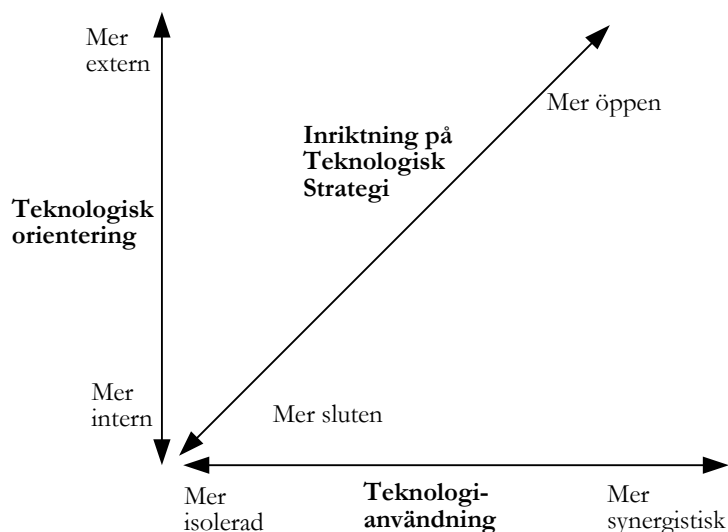 Mer
extern
Mer öppen
Inriktning på
Teknologisk
Strategi
Teknologisk
orientering
Mer
intern
Mer sluten
Mer
isolerad
Teknologi-
användning
Mer
synergistisk